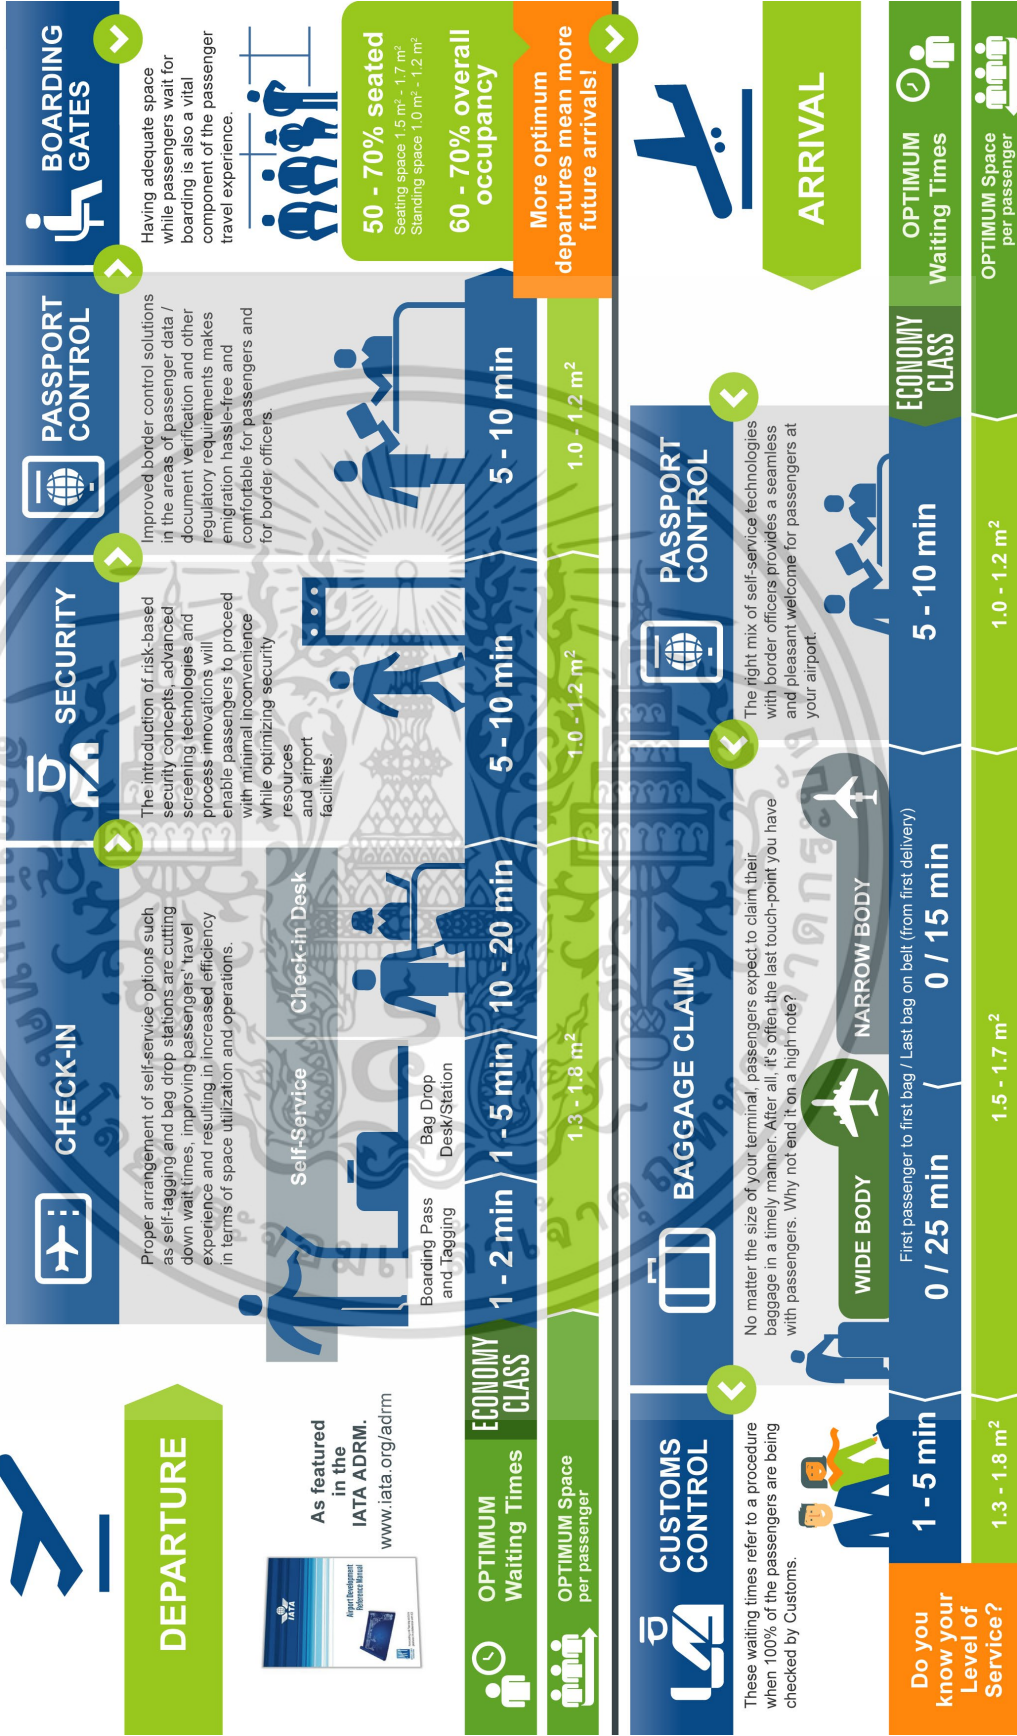 DEPARTURE
As featured
in the
IATA ADRM.
www.iata.org/adrm
IATA
Airport Development
Reference Manual
CHECK-IN
Proper arrangement of self-service options such
as self-tagging and bag drop stations are cutting
down wait times, improving passengers' travel
experience and resulting in increased efficiency
in terms of space utilization and operations.
Self-Service
Check-in Desk
Boarding Pass
and Tagging
Bag Drop
Desk/Station
SECURITY
The introduction of risk-based
security concepts, advanced
screening technologies and
process innovations will
enable passengers to proceed
with minimal inconvenience
while optimizing security
resources
and airport
facilities.
PASSPORT
CONTROL
Improved border control solutions
in the areas of passenger data /
document verification and other
regulatory requirements makes
emigration hassle-free and
comfortable for passengers and
for border officers.
BOARDING
GATES
Having adequate space
while passengers wait for
boarding is also a vital
component of the passenger
travel experience.
50 - 70% seated
Seating space 1.5 m² - 1.7 m²
Standing space 1.0 m² - 1.2 m²
60 - 70% overall
occupancy
More optimum
departures mean more
future arrivals!
OPTIMUM
Waiting Times
ECONOMY
CLASS
1 - 2 min
1 - 5 min
10 - 20 min
5 - 10 min
5 - 10 min
OPTIMUM Space
per passenger
1.3 - 1.8 m²
1.0 - 1.2 m²
1.0 - 1.2 m²
CUSTOMS
CONTROL
These waiting times refer to a procedure
when 100% of the passengers are being
checked by Customs.
BAGGAGE CLAIM
No matter the size of your terminal, passengers expect to claim their
baggage in a timely manner. After all, it's often the last touch-point you have
with passengers. Why not end it on a high note?
WIDE BODY
NARROW BODY
PASSPORT
CONTROL
The right mix of self-service technologies
with border officers provides a seamless
and pleasant welcome for passengers at
your airport.
ARRIVAL
Do you
know your
Level of
Service?
1 - 5 min
First passenger to first bag / Last bag on belt (from first delivery)
0 / 25 min
0 / 15 min
5 - 10 min
ECONOMY
CLASS
OPTIMUM
Waiting Times
1.3 - 1.8 m²
1.5 - 1.7 m²
1.0 - 1.2 m²
OPTIMUM Space
per passenger